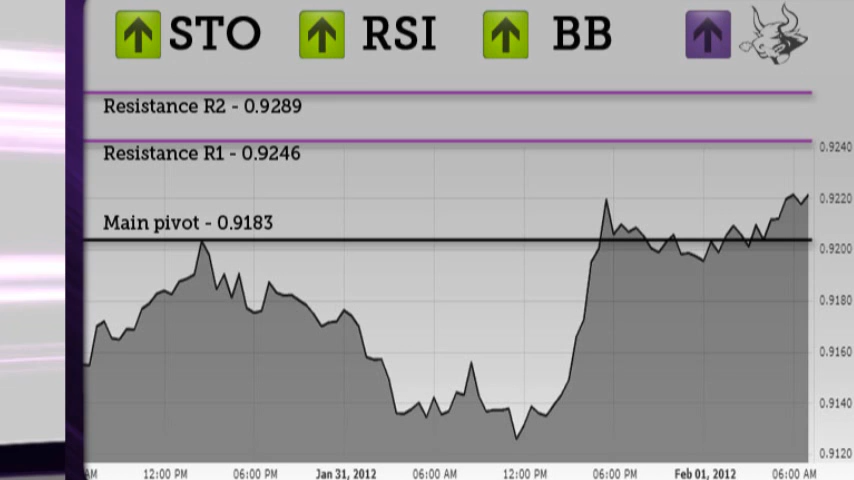 STO RSI BB
Resistance R2 - 0.9289
Resistance R1 - 0.9246
Main pivot - 0.9183
0.9240
0.9220
0.9200
0.9180
0.9160
0.9140
0.9120
AM 12:00 PM 06:00 PM Jan 31, 2012 06:00 AM 12:00 PM 06:00 PM Feb 01, 2012 06:00 AM